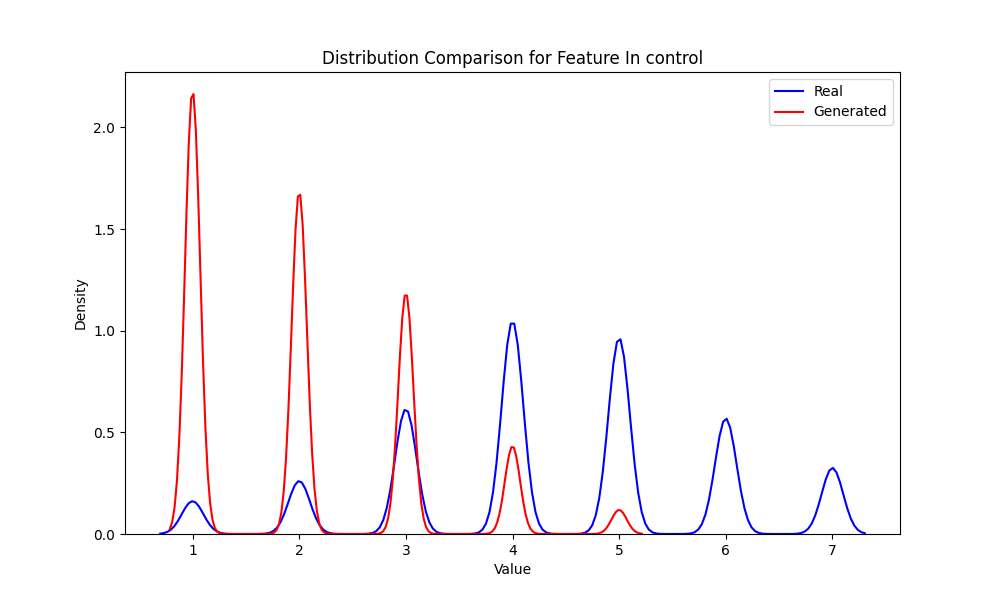 Distribution Comparison for Feature In control
Real
Generated
Density
2.0
1.5
1.0
0.5
0.0
1 2 3 4 5 6 7
Value